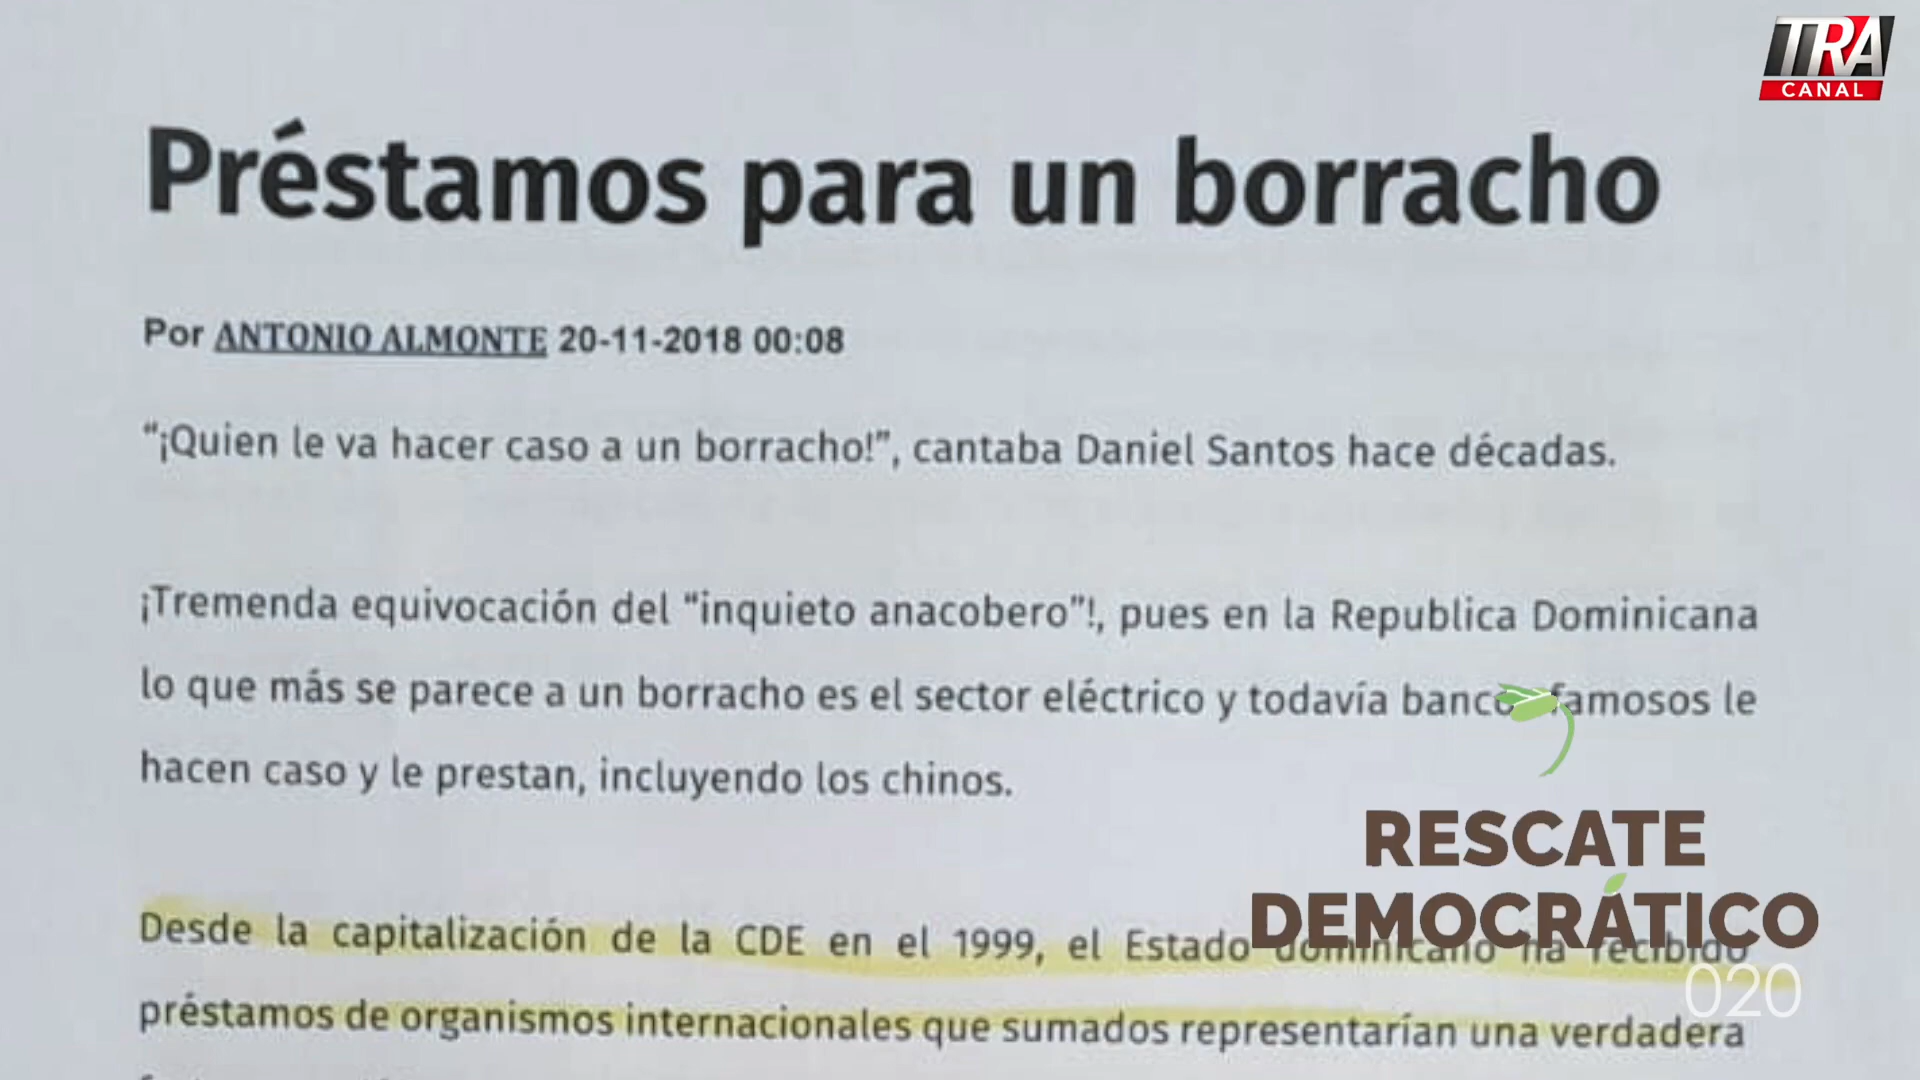 TRA
CANAL
Préstamos para un borracho
Por ANTONIO ALMONTE 20-11-2018 00:08
“¡Quien le va hacer caso a un borracho!”, cantaba Daniel Santos hace décadas.
¡Tremenda equivocación del “inquieto anacobero”!, pues en la Republica Dominicana
lo que más se parece a un borracho es el sector eléctrico y todavía bancos famosos le
hacen caso y le prestan, incluyendo los chinos.
RESCATE
DEMOCRÁTICO
020
Desde la capitalización de la CDE en el 1999, el Estado dominicano ha recibido
préstamos de organismos internacionales que sumados representarían una verdadera